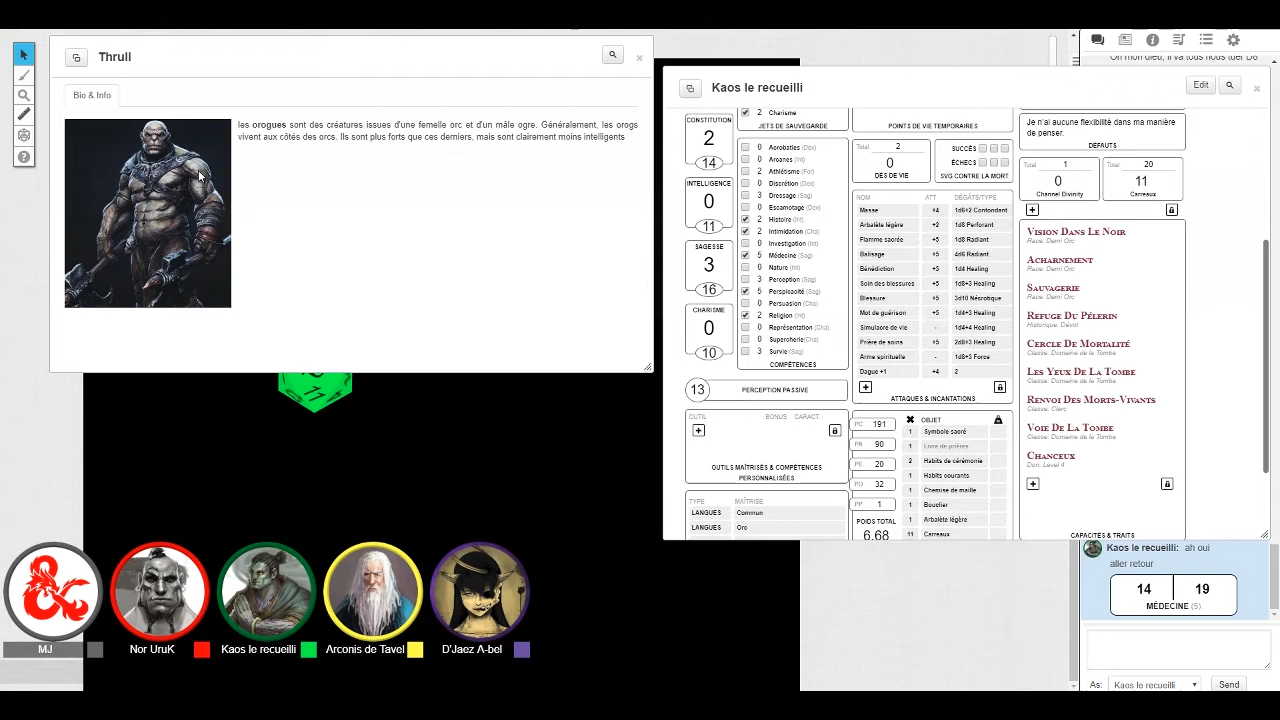 Thrull
Bio & Info
les orogues sont des créatures issues d'une femelle orc et d'un mâle ogre. Généralement, les orogs
vivent aux côtés des orcs. Ils sont plus forts que ces derniers, mais sont clairement moins intelligents
11
MJ
Nor UruK
Kaos le recueilli
Arconis de Tavel
D'Jaez A-bel
Kaos le recueilli
Edit
CONSTITUTION
2
14
INTELLIGENCE
0
11
SAGESSE
3
16
CHARISME
0
10
2 Charisme
JETS DE SAUVEGARDE
0 Acrobaties (Dex)
0 Arcanes (Int)
2 Athlétisme (For)
0 Discrétion (Dex)
3 Dressage (Sag)
0 Escamotage (Dex)
2 Histoire (Int)
2 Intimidation (Cha)
0 Investigation (Int)
5 Médecine (Sag)
0 Nature (Int)
3 Perception (Sag)
5 Perspicacité (Sag)
0 Persuasion (Cha)
2 Religion (Int)
0 Représentation (Cha)
0 Supercherie (Cha)
3 Survie (Sag)
COMPÉTENCES
13 PERCEPTION PASSIVE
OUTIL BONUS CARACT.
OUTILS MAÎTRISÉS & COMPÉTENCES
PERSONNALISÉES
TYPE MAÎTRISE
LANGUES Commun
LANGUES Orc
POINTS DE VIE TEMPORAIRES
Total 2
0
DÉS DE VIE
SUCCÈS
ÉCHECS
SVG CONTRE LA MORT
NOM ATT DÉGÂTS/TYPE
Masse +4 1d6+2 Contondant
Arbalète légère +2 1d8 Perforant
Flamme sacrée +5 1d8 Radiant
Balisage +5 4d6 Radiant
Bénédiction +5 1d4 Healing
Soin des blessures +5 1d8+3 Healing
Blessure +5 3d10 Nécrotique
Mot de guérison +5 1d4+3 Healing
Simulacre de vie - 1d4+4 Healing
Prière de soins +5 2d8+3 Healing
Arme spirituelle - 1d8+3 Force
Dague +1 +4 2
ATTAQUES & INCANTATIONS
PC 191
PA 90
PE 20
PO 32
PP 1
POIDS TOTAL
6.68
OBJET
1 Symbole sacré
1 Livre de prières
2 Habits de cérémonie
1 Habits courants
1 Chemise de maille
1 Bouclier
1 Arbalète légère
11 Carreaux
Je n'ai aucune flexibilité dans ma manière
de penser.
DÉFAUTS
Total 1
0
Channel Divinity
Total 20
11
Carreaux
Vision Dans Le Noir
Race: Demi Orc
Acharnement
Race: Demi Orc
Sauvagerie
Race: Demi Orc
Refuge Du Pélerin
Historique: Dévot
Cercle De Mortalité
Classe: Domaine de la Tombe
Les Yeux De La Tombe
Classe: Domaine de la Tombe
Renvoi Des Morts-Vivants
Classe: Clerc
Voie De La Tombe
Classe: Domaine de la Tombe
Chanceux
Don: Level 4
CAPACITÉS & TRAITS
Kaos le recueilli: ah oui
aller retour
14 19
MÉDECINE (5)
As: Kaos le recueilli
Send